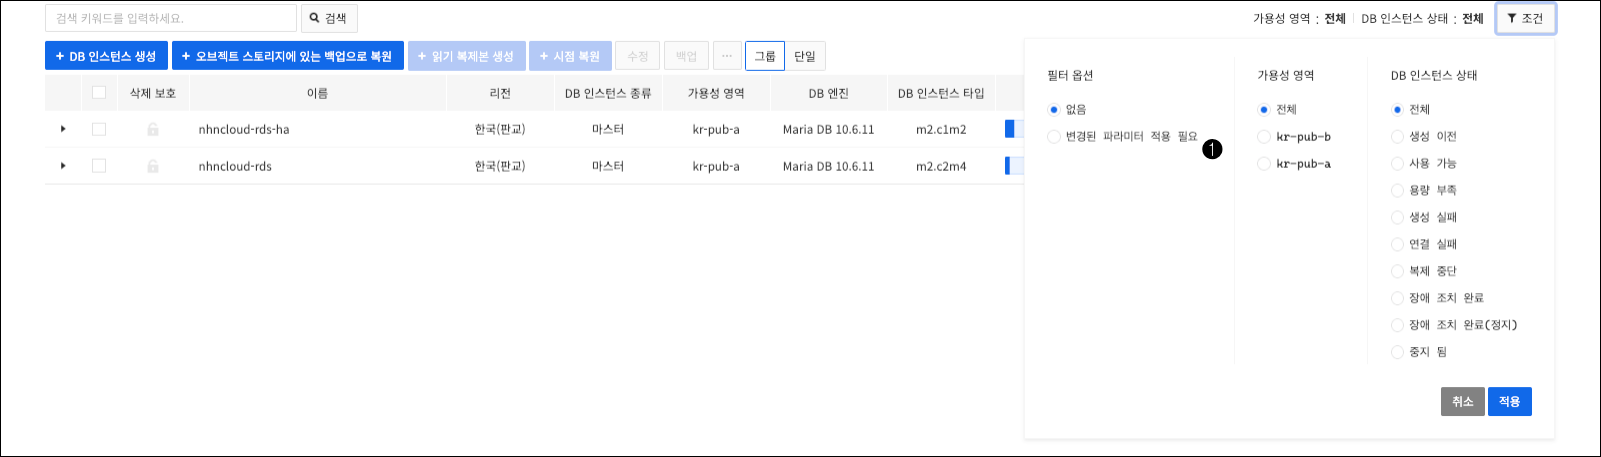 검색 키워드를 입력하세요. 검색 가용성 영역 : 전체 DB 인스턴스 상태 : 전체 조건
+ DB 인스턴스 생성 + 오브젝트 스토리지에 있는 백업으로 복원 + 읽기 복제본 생성 + 시점 복원 수정 백업 ... 그룹 단일
삭제 보호 이름 리전 DB 인스턴스 종류 가용성 영역 DB 엔진 DB 인스턴스 타입
nhncloud-rds-ha 한국(판교) 마스터 kr-pub-a Maria DB 10.6.11 m2.c1m2
nhncloud-rds 한국(판교) 마스터 kr-pub-a Maria DB 10.6.11 m2.c2m4
필터 옵션
없음
변경된 파라미터 적용 필요 1
가용성 영역
전체
kr-pub-b
kr-pub-a
DB 인스턴스 상태
전체
생성 이전
사용 가능
용량 부족
생성 실패
연결 실패
복제 중단
장애 조치 완료
장애 조치 완료(정지)
중지 됨
취소 적용